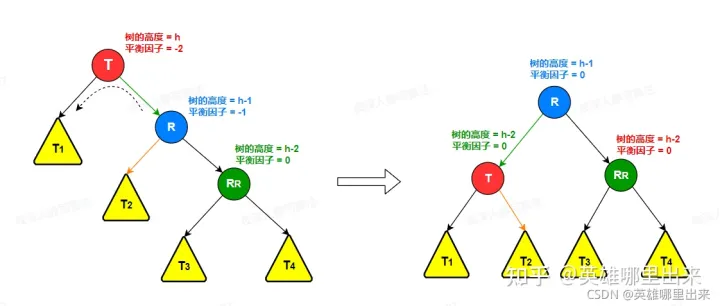 树的高度 = h
平衡因子 = -2
T
树的高度 = h-1
平衡因子 = -1
R
T1
树的高度 = h-2
平衡因子 = 0
RR
T2
T3
T4
树的高度 = h-1
平衡因子 = 0
R
树的高度 = h-2
平衡因子 = 0
T
树的高度 = h-2
平衡因子 = 0
RR
T1
T2
T3
T4
知乎 @英雄哪里出来
CSDN @英雄哪里出来